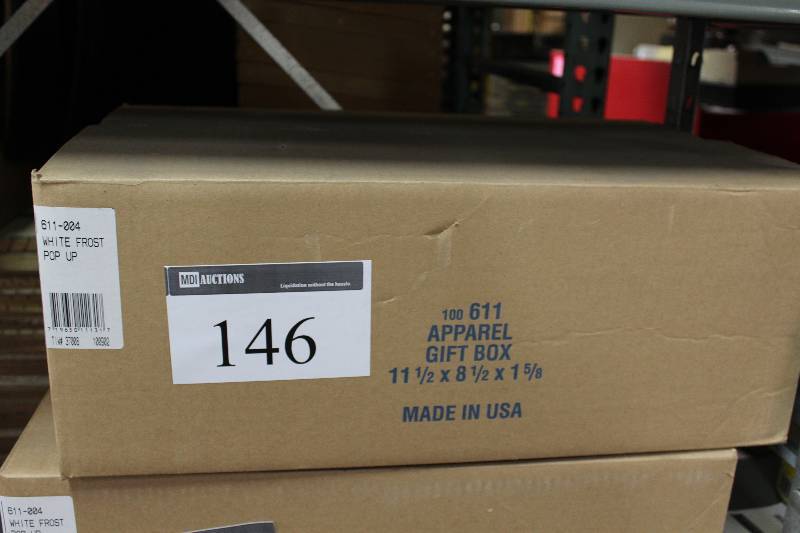 611-004
WHITE FROST
POP UP
MDI AUCTIONS
Liquidation without the hassle.
146
100 611
APPAREL
GIFT BOX
11 1/2 x 8 1/2 x 1 5/8
MADE IN USA
611-004
WHITE FROST